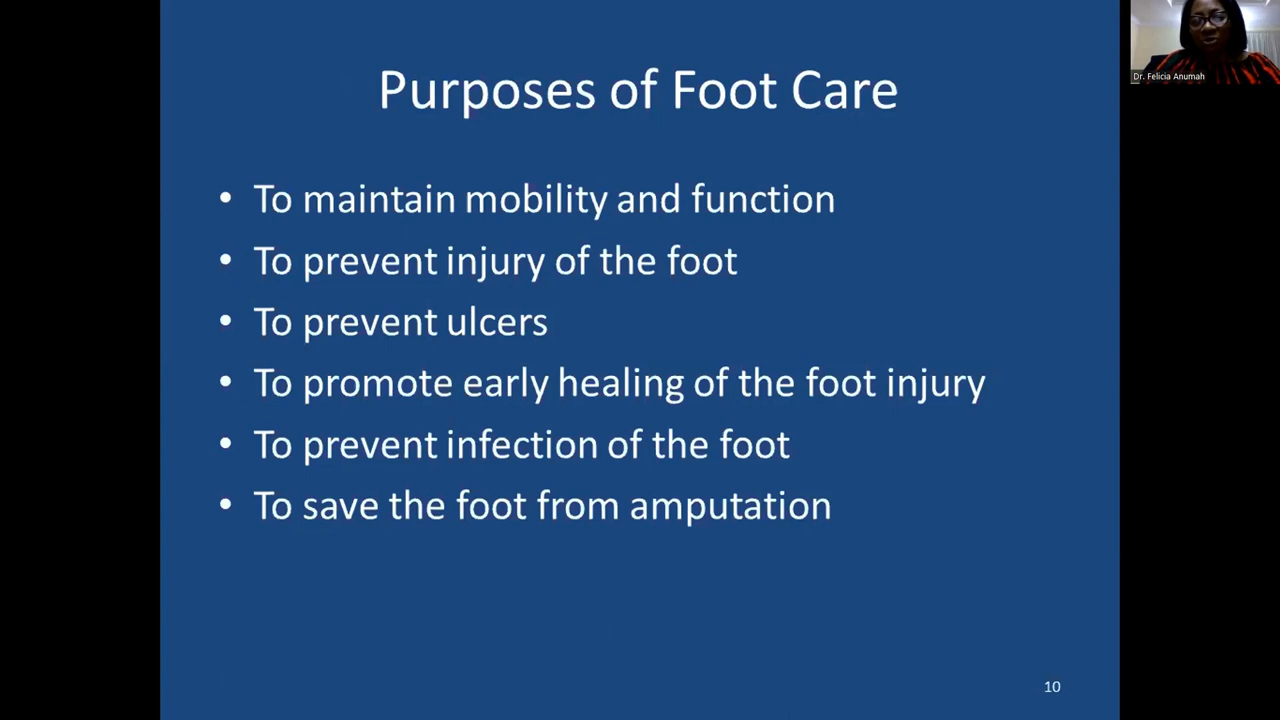 Purposes of Foot Care
• To maintain mobility and function
• To prevent injury of the foot
• To prevent ulcers
• To promote early healing of the foot injury
• To prevent infection of the foot
• To save the foot from amputation
10
Dr. Felicia Anumah